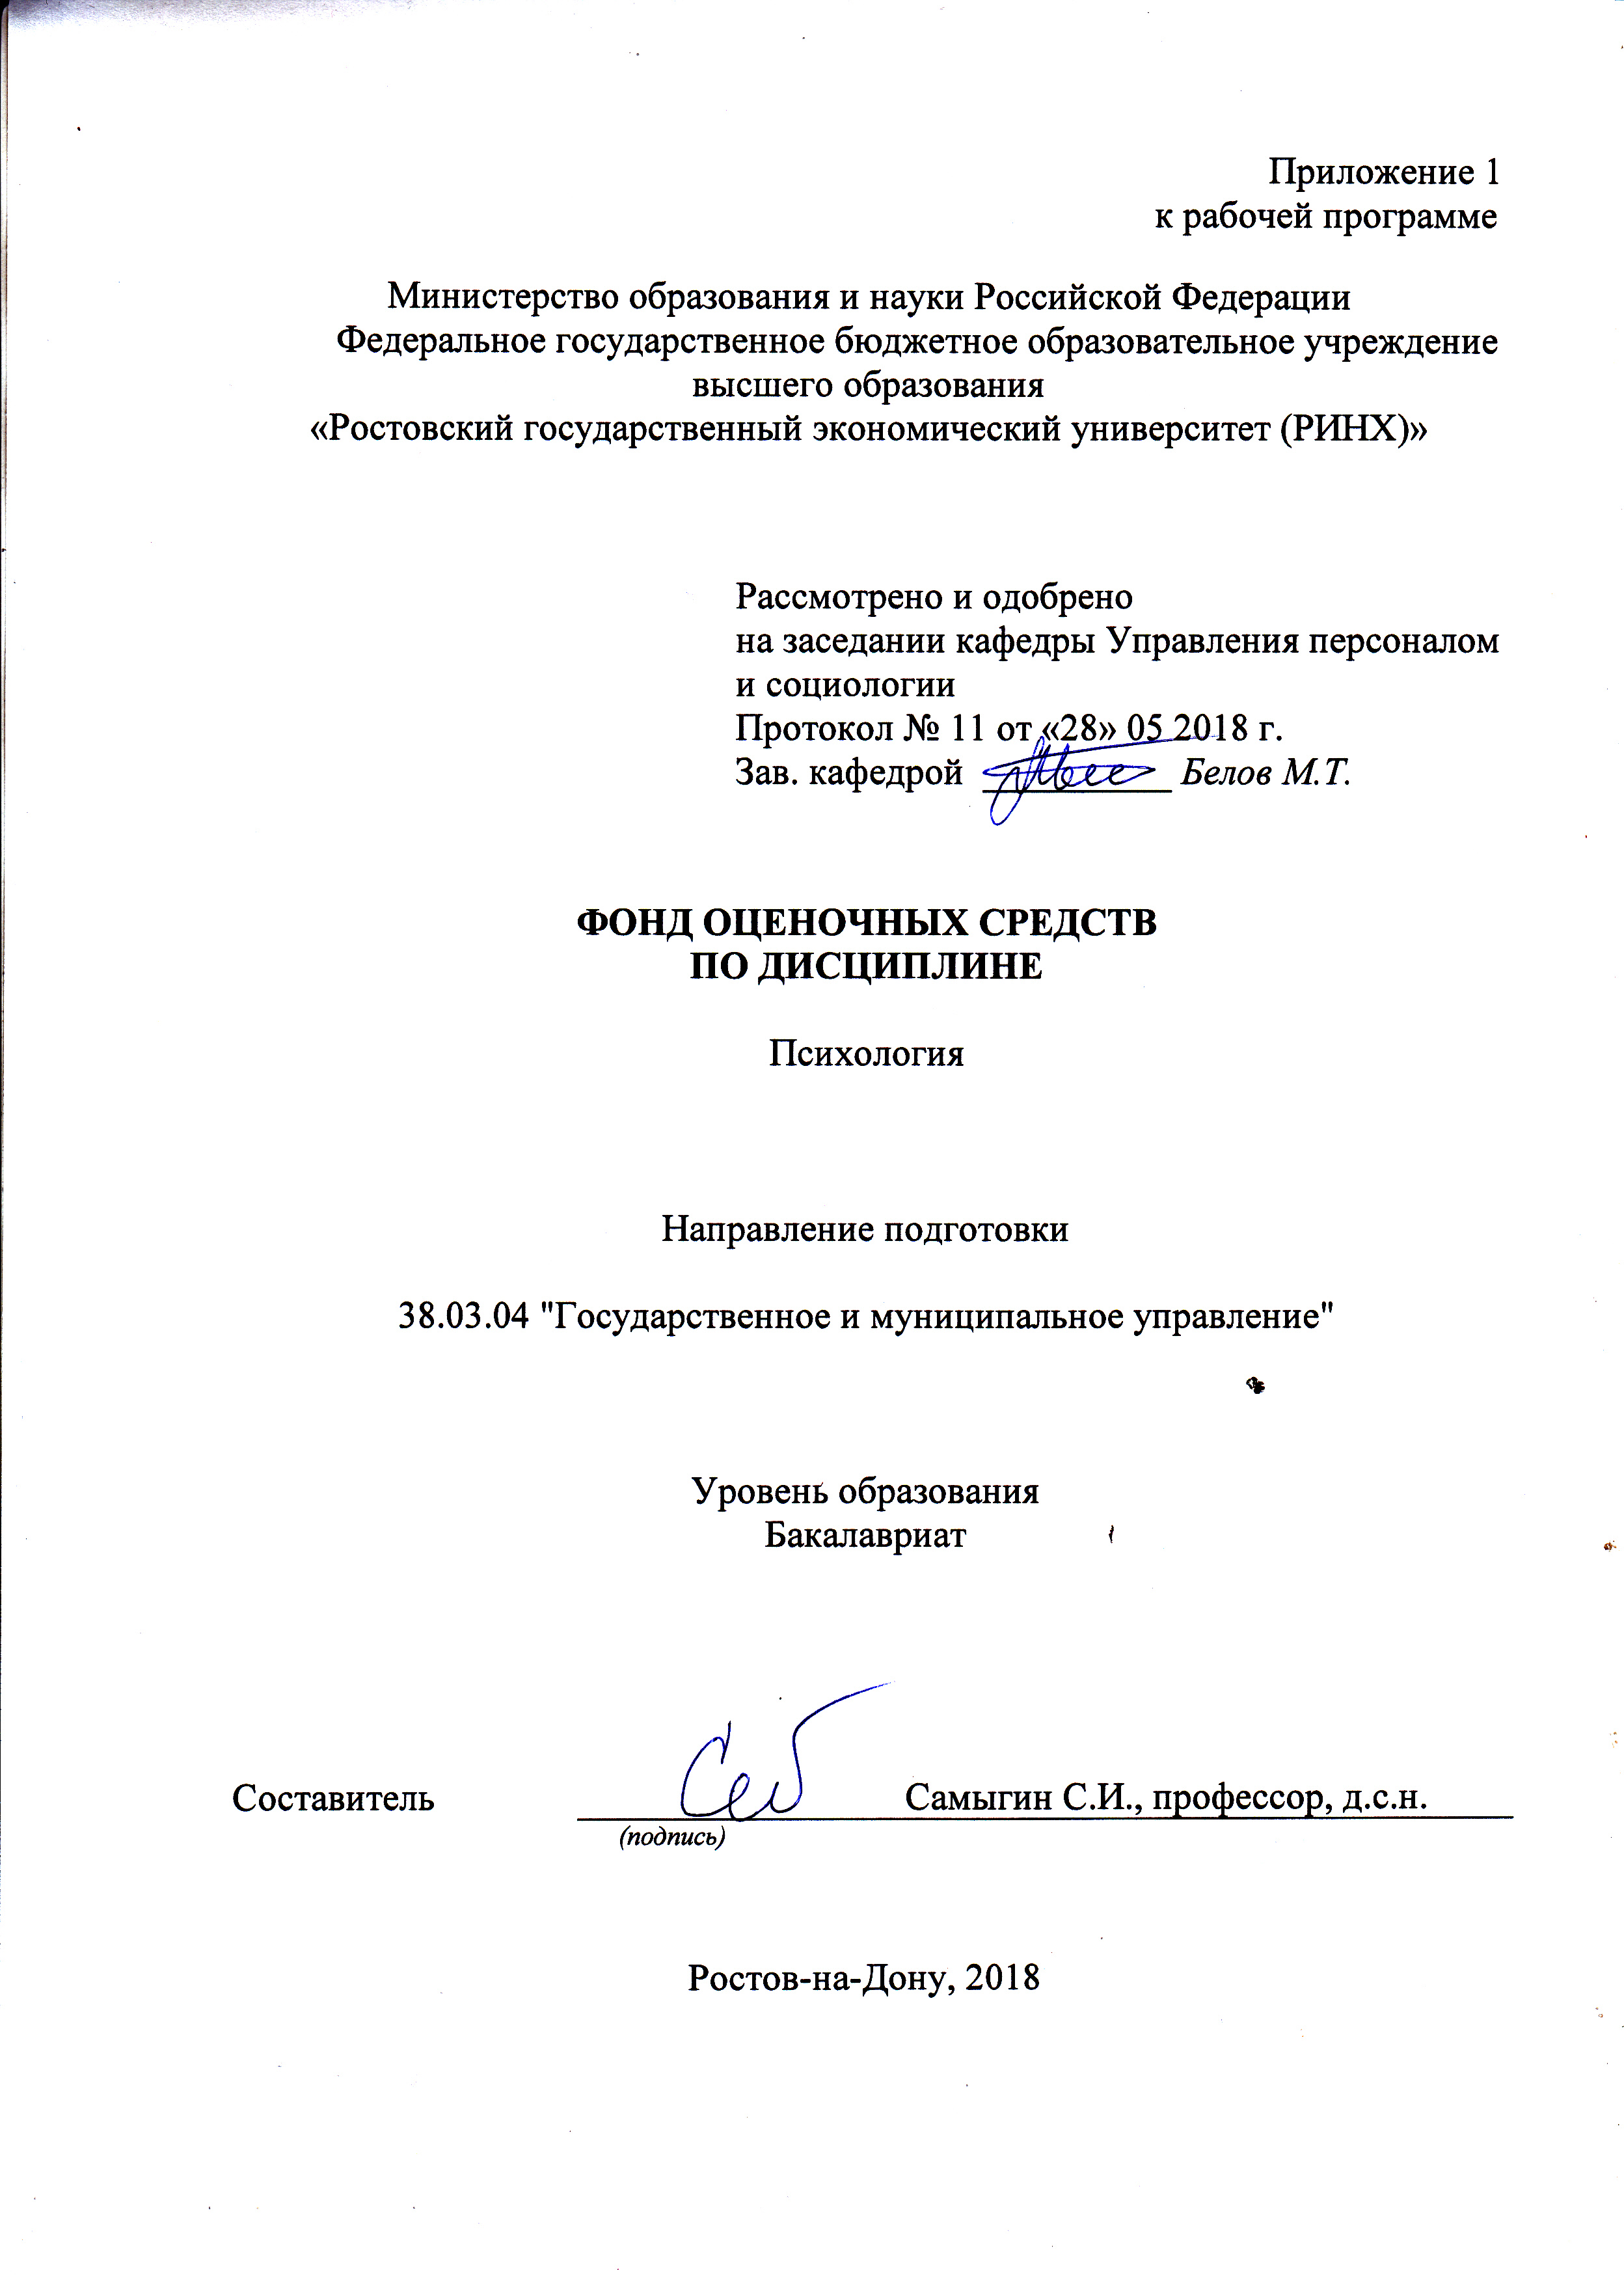 Приложение 1
к рабочей программе
Министерство образования и науки Российской Федерации
Федеральное государственное бюджетное образовательное учреждение
высшего образования
«Ростовский государственный экономический университет (РИНХ)»
Рассмотрено и одобрено
на заседании кафедры Управления персоналом
и социологии
Протокол № 11 от «28» 05 2018 г.
Зав. кафедрой Белов М.Т.
ФОНД ОЦЕНОЧНЫХ СРЕДСТВ
ПО ДИСЦИПЛИНЕ
Психология
Направление подготовки
38.03.04 "Государственное и муниципальное управление"
Уровень образования
Бакалавриат
Составитель Самыгин С.И., профессор, д.с.н.
(подпись)
Ростов-на-Дону, 2018